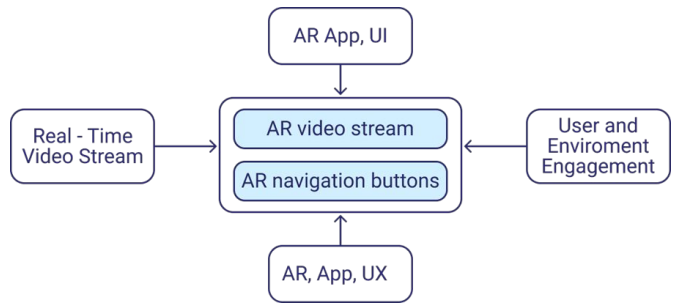 AR App, UI
AR video stream
Real - Time
Video Stream
User and
Enviroment
Engagement
AR navigation buttons
AR, App, UX